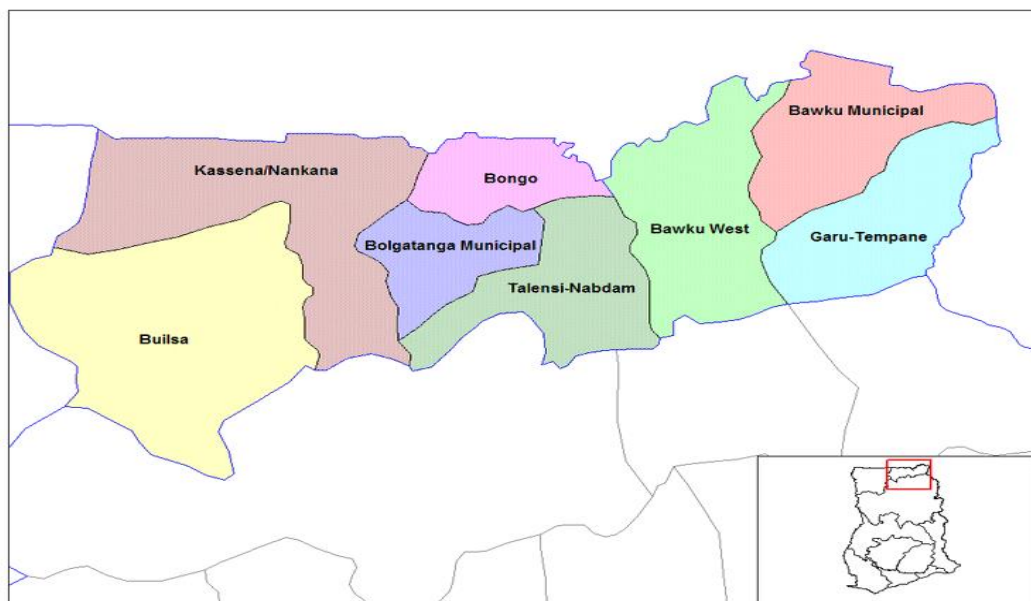 Bawku Municipal
Kassena/Nankana
Bongo
Bawku West
Garu-Tempane
Bolgatanga Municipal
Talensi-Nabdam
Builsa